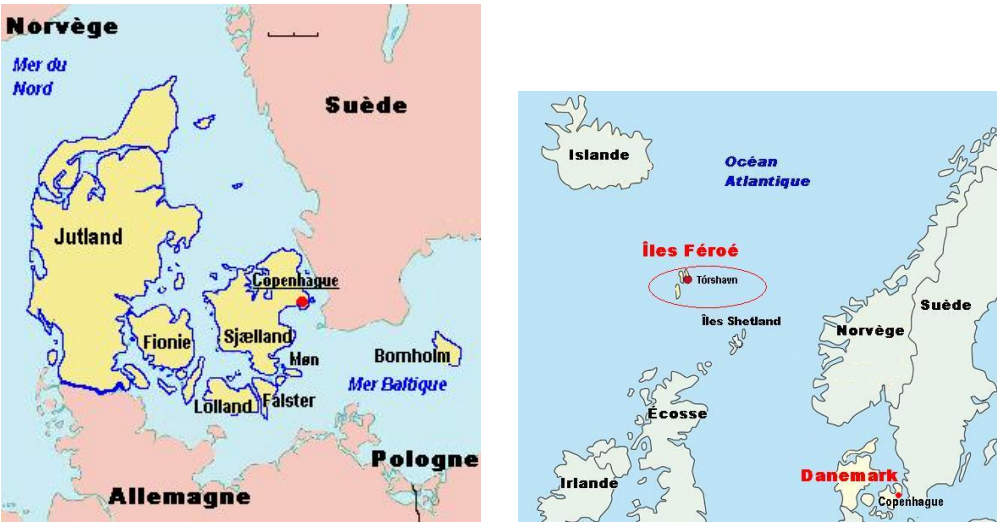 Norvège
Mer du
Nord
Suède
Jutland
Copenhague
Fionie
Sjælland
Møn
Bornholm
Mer Baltique
Lolland
Falster
Pologne
Allemagne
Islande
Océan
Atlantique
Îles Féroé
Tórshavn
Îles Shetland
Suède
Norvège
Écosse
Irlande
Danemark
Copenhague